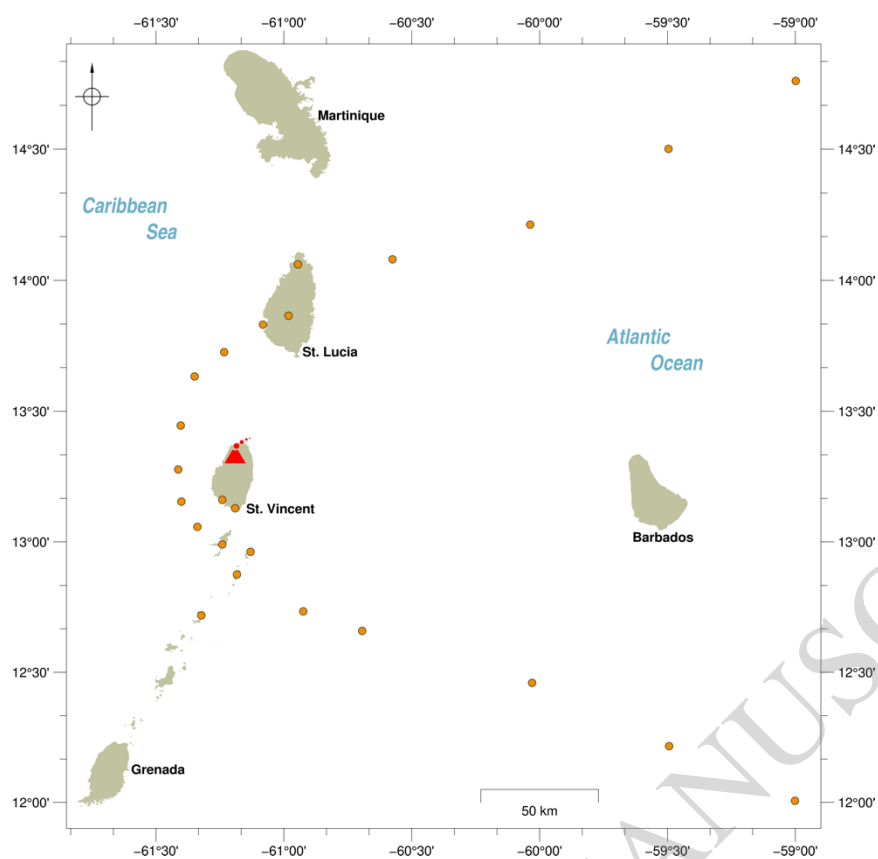 −61°30'
−61°00'
−60°30'
−60°00'
−59°30'
−59°00'
Martinique
14°30'
14°30'
Caribbean
Sea
14°00'
14°00'
St. Lucia
Atlantic
Ocean
13°30'
13°30'
St. Vincent
Barbados
13°00'
13°00'
12°30'
12°30'
Grenada
12°00'
12°00'
50 km
−61°30'
−61°00'
−60°30'
−60°00'
−59°30'
−59°00'
ANUSC